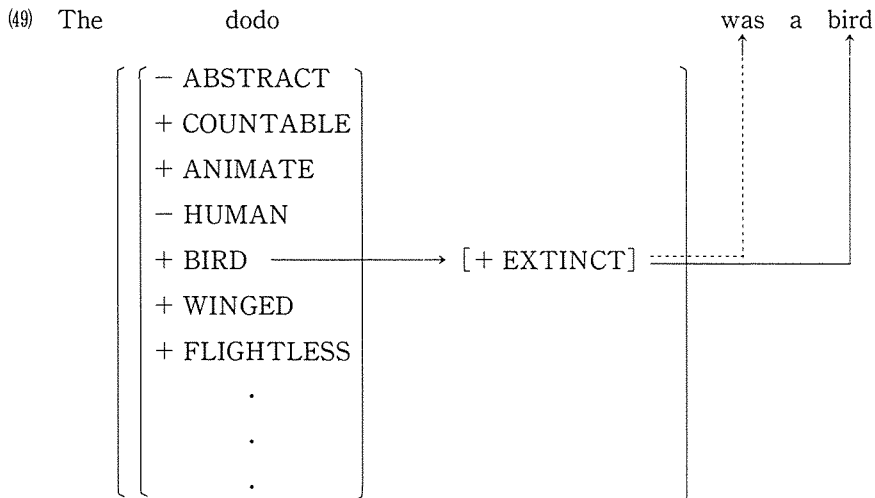 (49) The dodo was a bird
− ABSTRACT
+ COUNTABLE
+ ANIMATE
− HUMAN
+ BIRD [+ EXTINCT]
+ WINGED
+ FLIGHTLESS
.
.
.